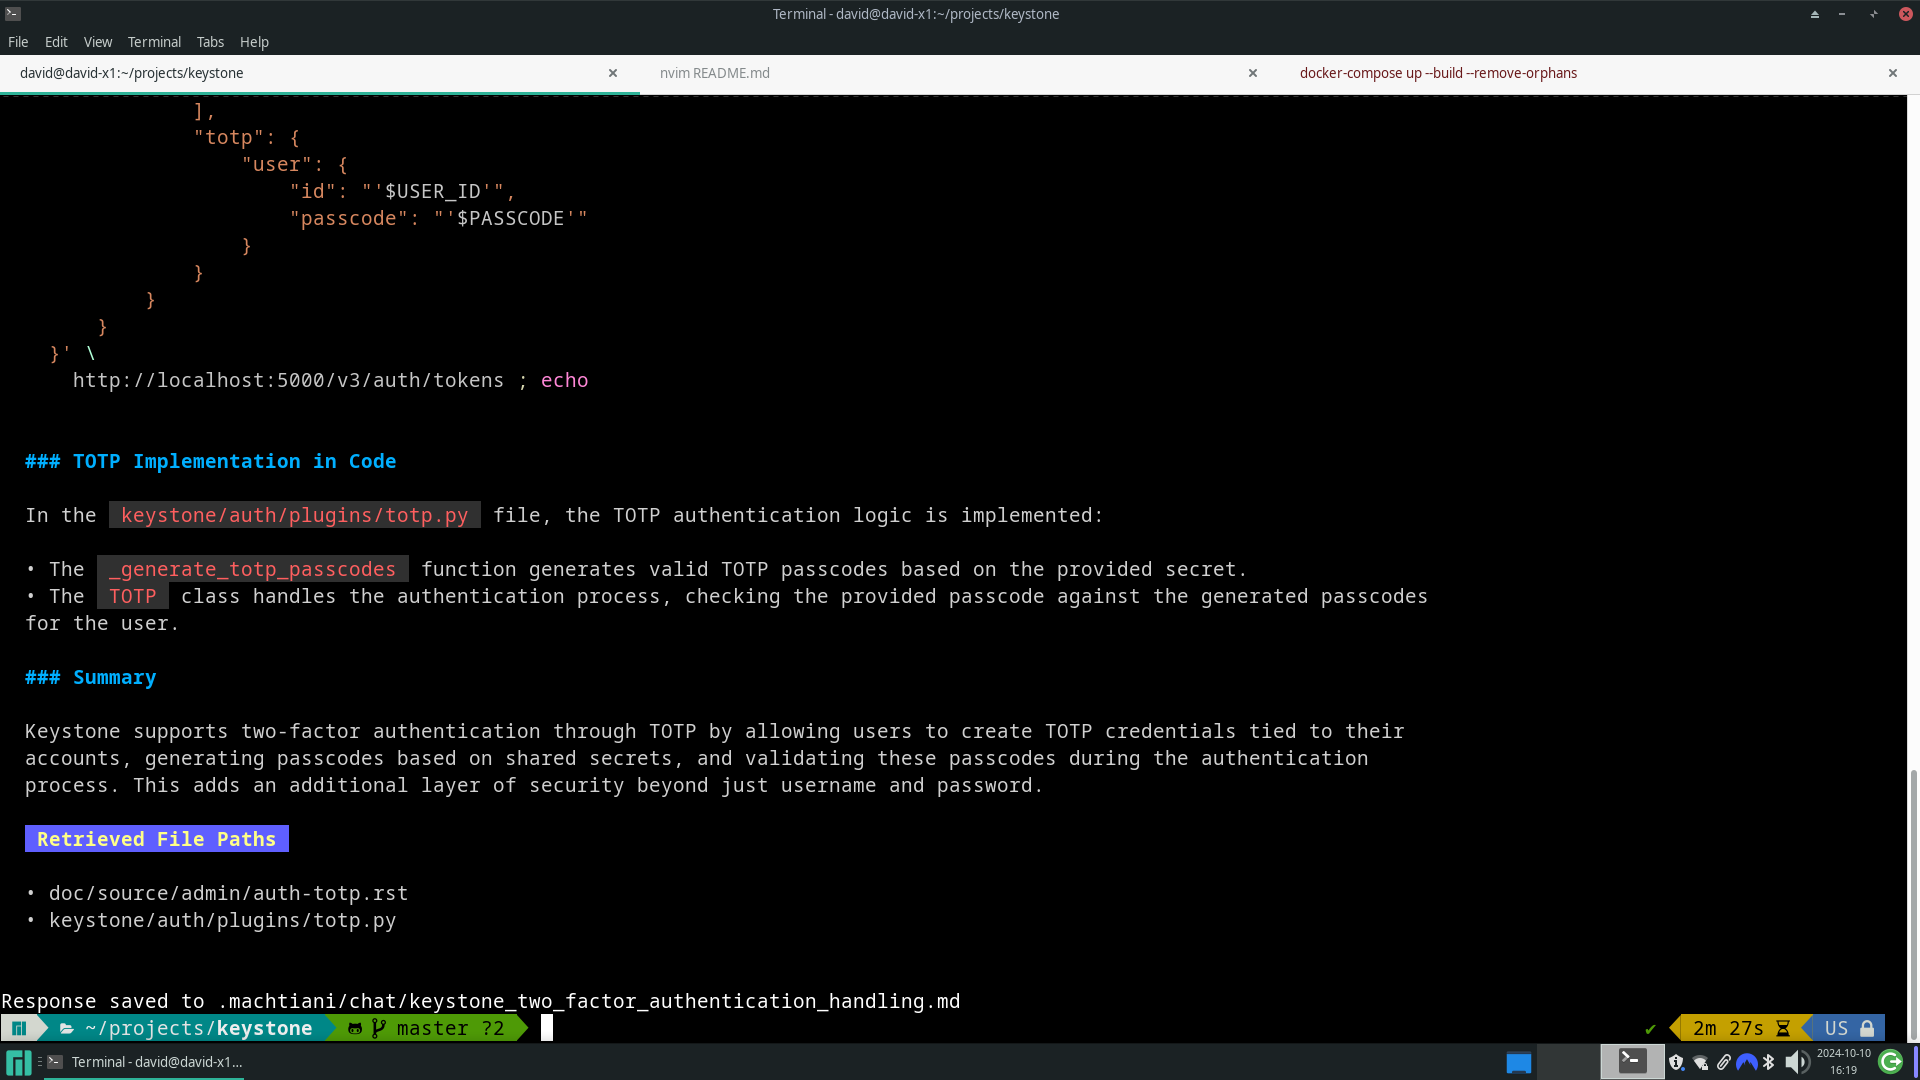 Terminal - david@david-x1:~/projects/keystone
File Edit View Terminal Tabs Help
david@david-x1:~/projects/keystone
nvim README.md
docker-compose up --build --remove-orphans
],
"totp": {
"user": {
"id": "'$USER_ID'",
"passcode": "'$PASSCODE'"
}
}
}
}
}' \
http://localhost:5000/v3/auth/tokens ; echo
### TOTP Implementation in Code
In the keystone/auth/plugins/totp.py file, the TOTP authentication logic is implemented:
• The _generate_totp_passcodes function generates valid TOTP passcodes based on the provided secret.
• The TOTP class handles the authentication process, checking the provided passcode against the generated passcodes
for the user.
### Summary
Keystone supports two-factor authentication through TOTP by allowing users to create TOTP credentials tied to their
accounts, generating passcodes based on shared secrets, and validating these passcodes during the authentication
process. This adds an additional layer of security beyond just username and password.
Retrieved File Paths
• doc/source/admin/auth-totp.rst
• keystone/auth/plugins/totp.py
Response saved to .machtiani/chat/keystone_two_factor_authentication_handling.md
~/projects/keystone master ?2 ✔ 2m 27s US
Terminal - david@david-x1...
2024-10-10
16:19